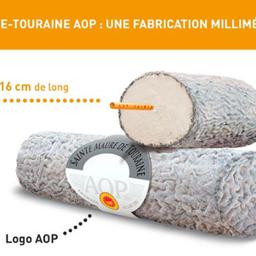 E-TOURAINE AOP : UNE FABRICATION MILLIMÉ
16 cm de long
SAINTE MAURE DE TOURAINE
AOP
Logo AOP